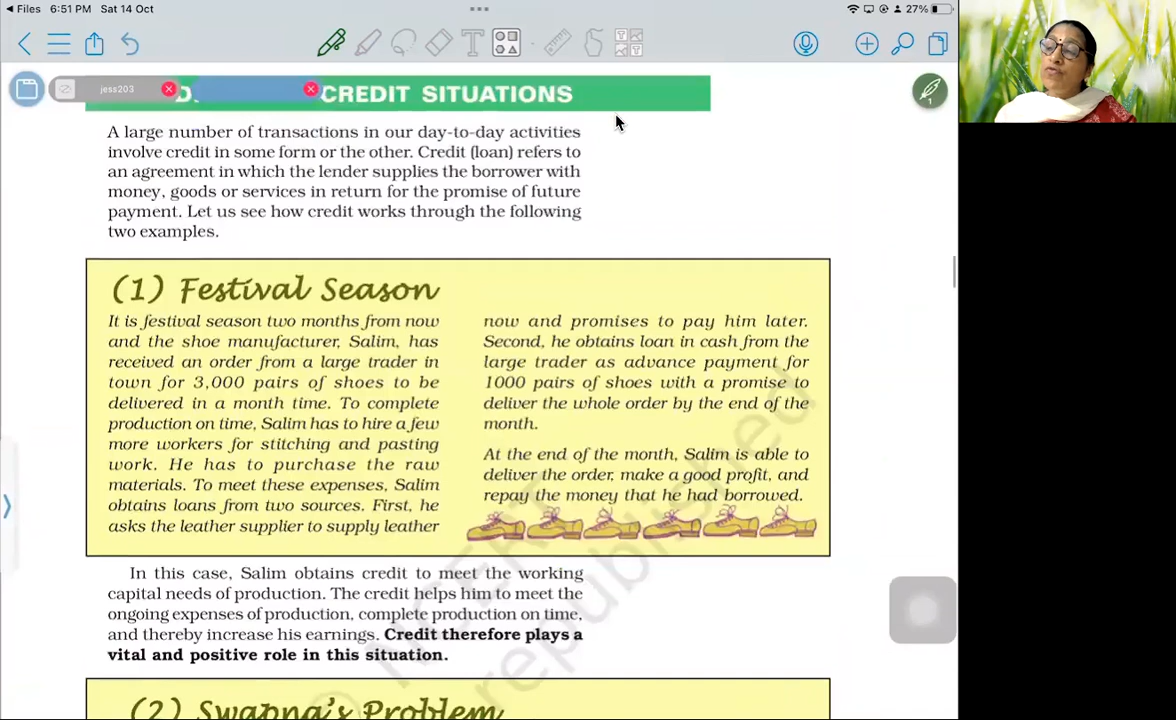 Files 6:51 PM Sat 14 Oct
27%
jess203
D. CREDIT SITUATIONS
1
A large number of transactions in our day-to-day activities
involve credit in some form or the other. Credit (loan) refers to
an agreement in which the lender supplies the borrower with
money, goods or services in return for the promise of future
payment. Let us see how credit works through the following
two examples.
(1) Festival Season
It is festival season two months from now
and the shoe manufacturer, Salim, has
received an order from a large trader in
town for 3,000 pairs of shoes to be
delivered in a month time. To complete
production on time, Salim has to hire a few
more workers for stitching and pasting
work. He has to purchase the raw
materials. To meet these expenses, Salim
obtains loans from two sources. First, he
asks the leather supplier to supply leather
now and promises to pay him later.
Second, he obtains loan in cash from the
large trader as advance payment for
1000 pairs of shoes with a promise to
deliver the whole order by the end of the
month.
At the end of the month, Salim is able to
deliver the order, make a good profit, and
repay the money that he had borrowed.
In this case, Salim obtains credit to meet the working
capital needs of production. The credit helps him to meet the
ongoing expenses of production, complete production on time,
and thereby increase his earnings. Credit therefore plays a
vital and positive role in this situation.
(2) Swapna's Problem
© NCERT
republished